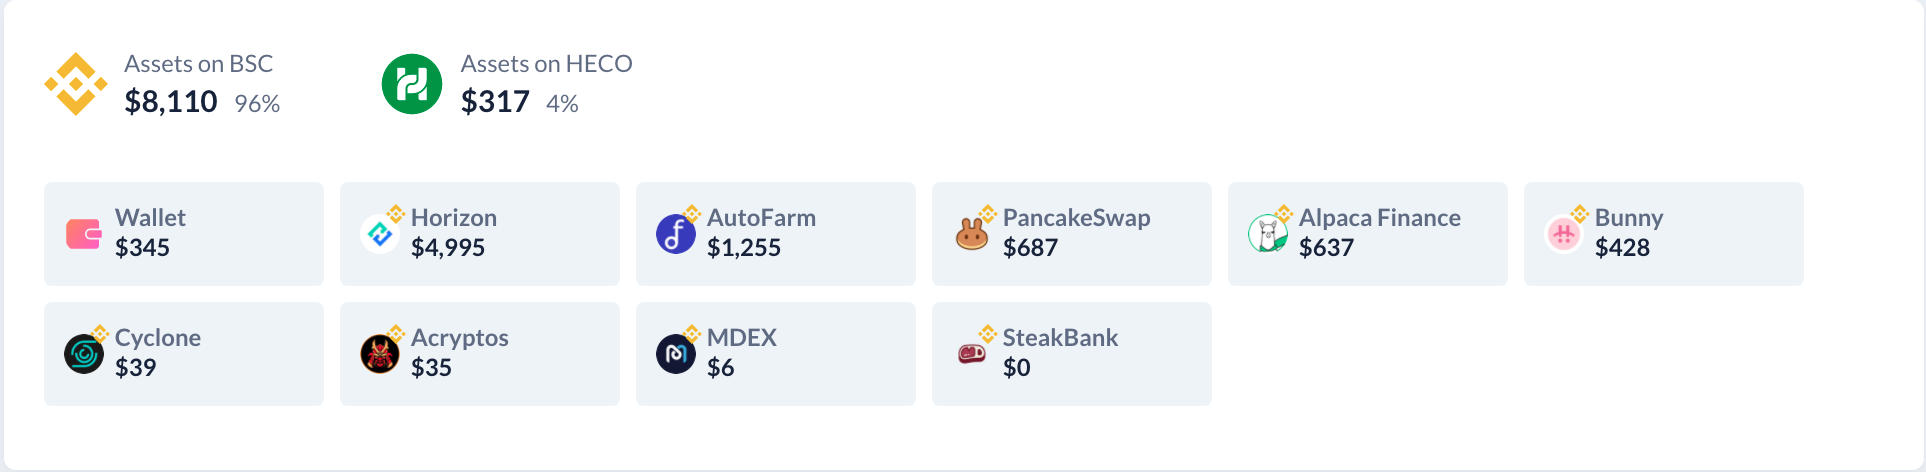 Assets on BSC
$8,110 96%
Assets on HECO
$317 4%
Wallet
$345
Horizon
$4,995
AutoFarm
$1,255
PancakeSwap
$687
Alpaca Finance
$637
Bunny
$428
Cyclone
$39
Acryptos
$35
MDEX
$6
SteakBank
$0